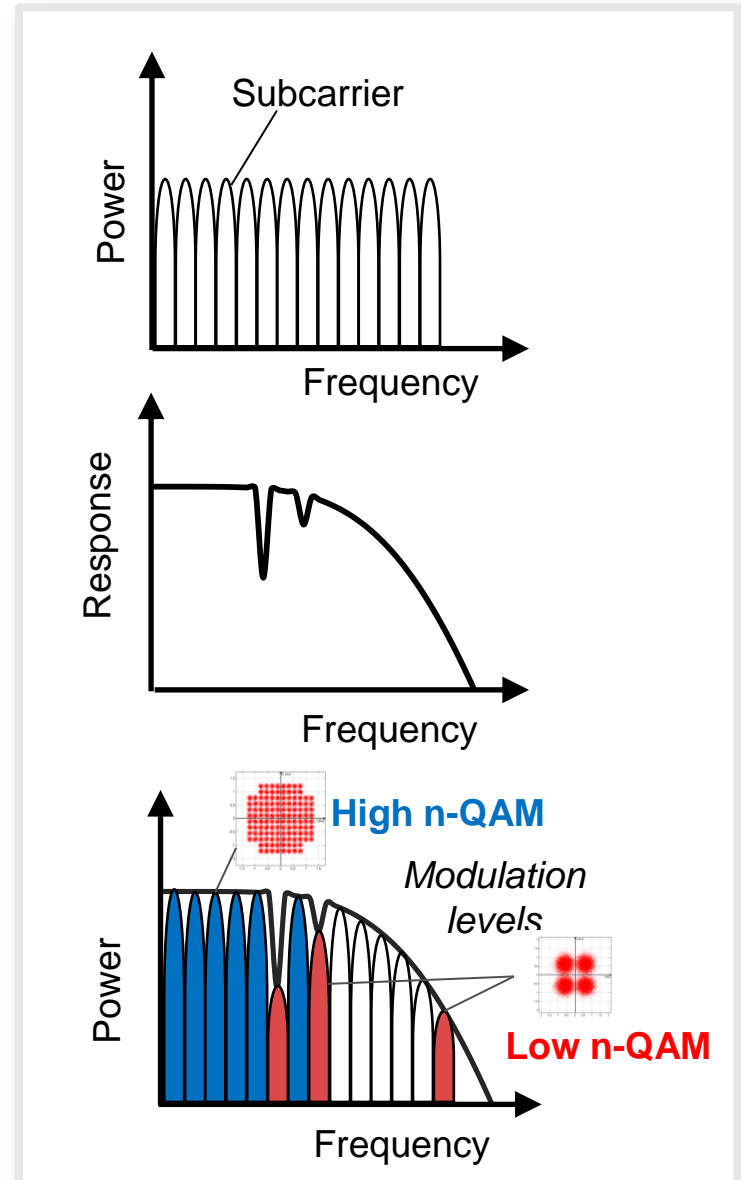 Subcarrier
Power
Frequency
Response
Frequency
High n-QAM
Modulation
levels
Power
Low n-QAM
Frequency